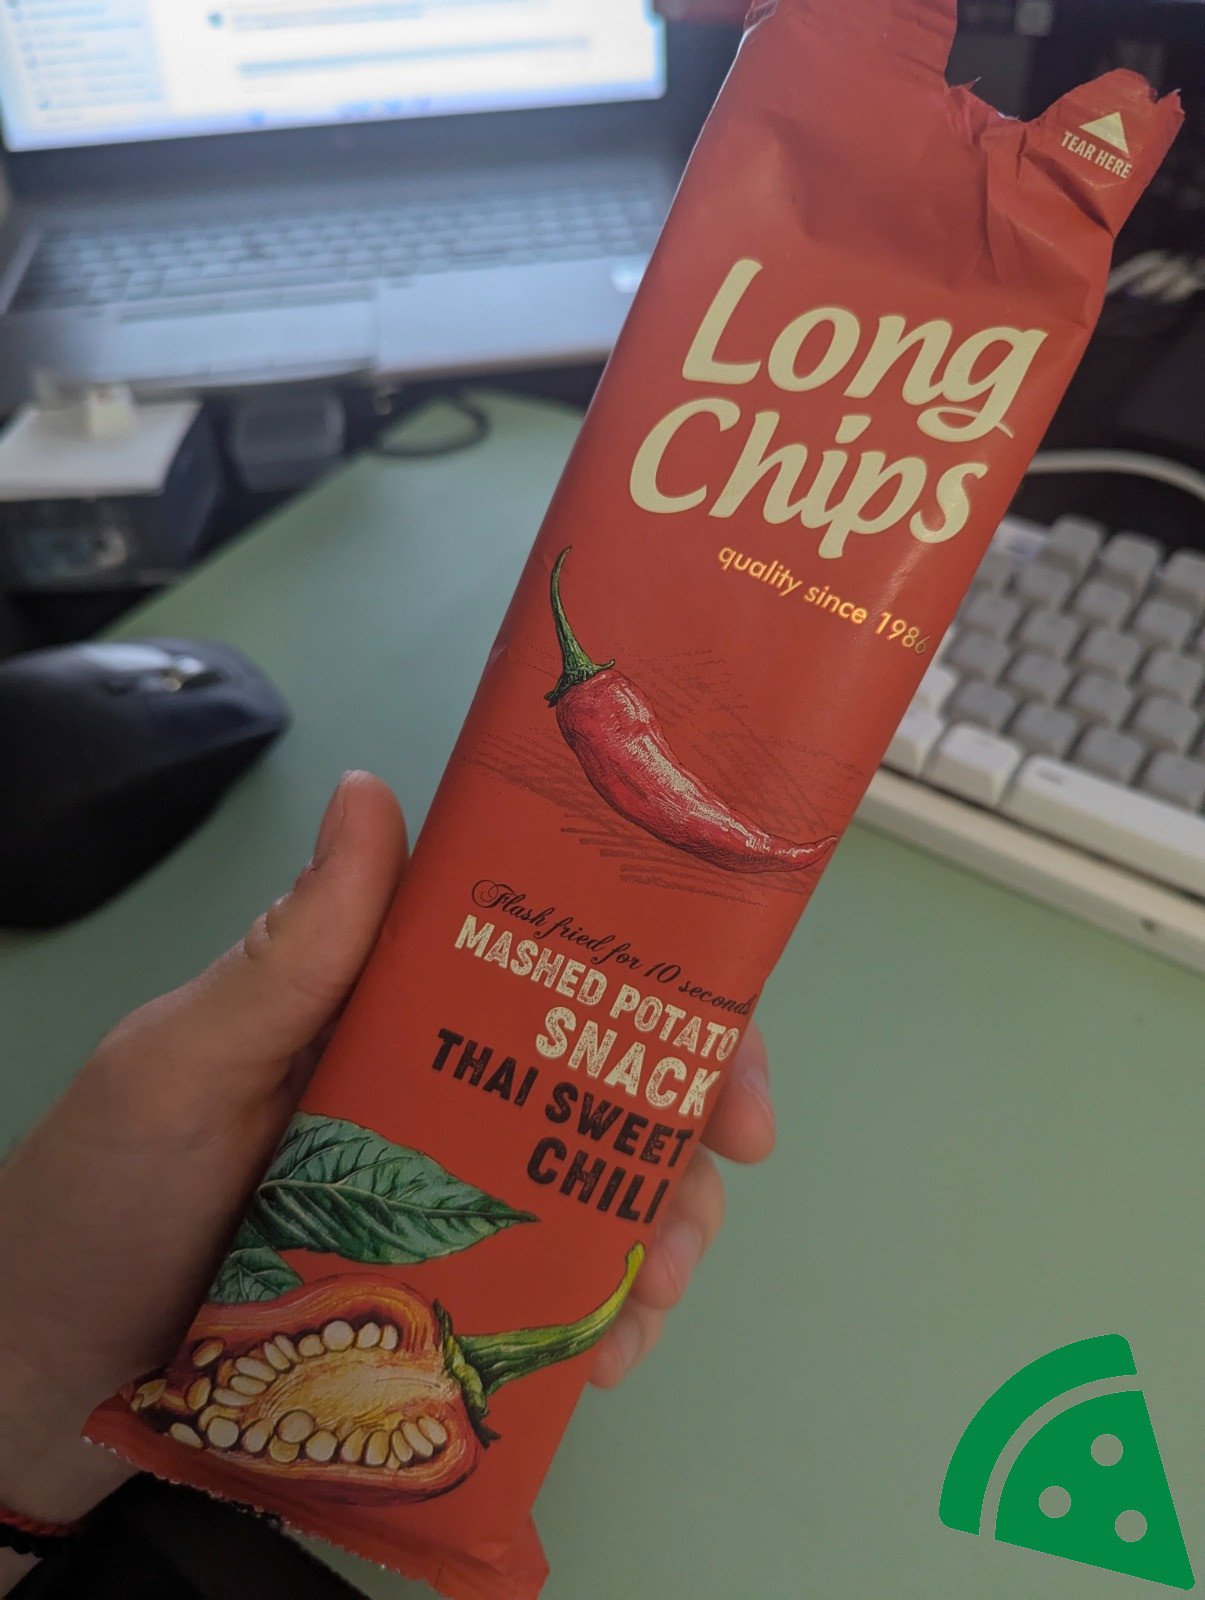 TEAR HERE
Long
Chips
quality since 1986
Flash fried for 10 seconds
MASHED POTATO
SNACK
THAI SWEET
CHILI